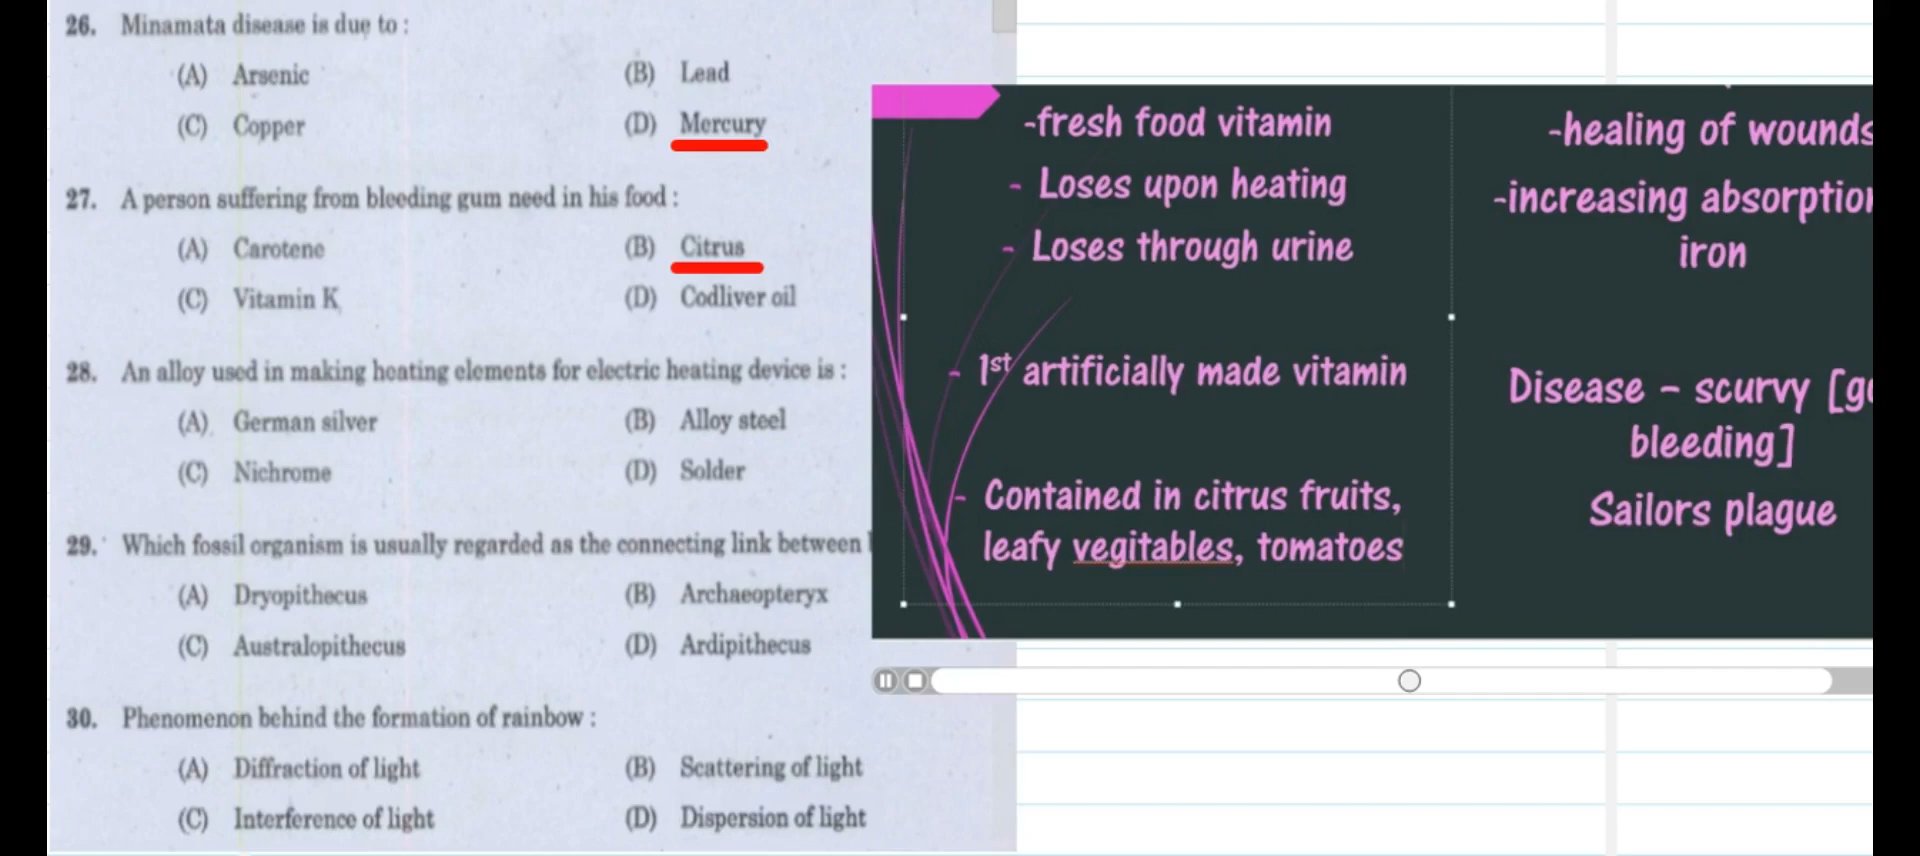 26. Minamata disease is due to :
(A) Arsenic (B) Lead
(C) Copper (D) Mercury
27. A person suffering from bleeding gum need in his food :
(A) Carotene (B) Citrus
(C) Vitamin K (D) Codliver oil
28. An alloy used in making heating elements for electric heating device is :
(A) German silver (B) Alloy steel
(C) Nichrome (D) Solder
29. Which fossil organism is usually regarded as the connecting link between
(A) Dryopithecus (B) Archaeopteryx
(C) Australopithecus (D) Ardipithecus
30. Phenomenon behind the formation of rainbow :
(A) Diffraction of light (B) Scattering of light
(C) Interference of light (D) Dispersion of light
-fresh food vitamin
- Loses upon heating
- Loses through urine
- 1st artificially made vitamin
- Contained in citrus fruits,
leafy vegitables, tomatoes
-healing of wounds
-increasing absorption
iron
Disease – scurvy
bleeding]
Sailors plague